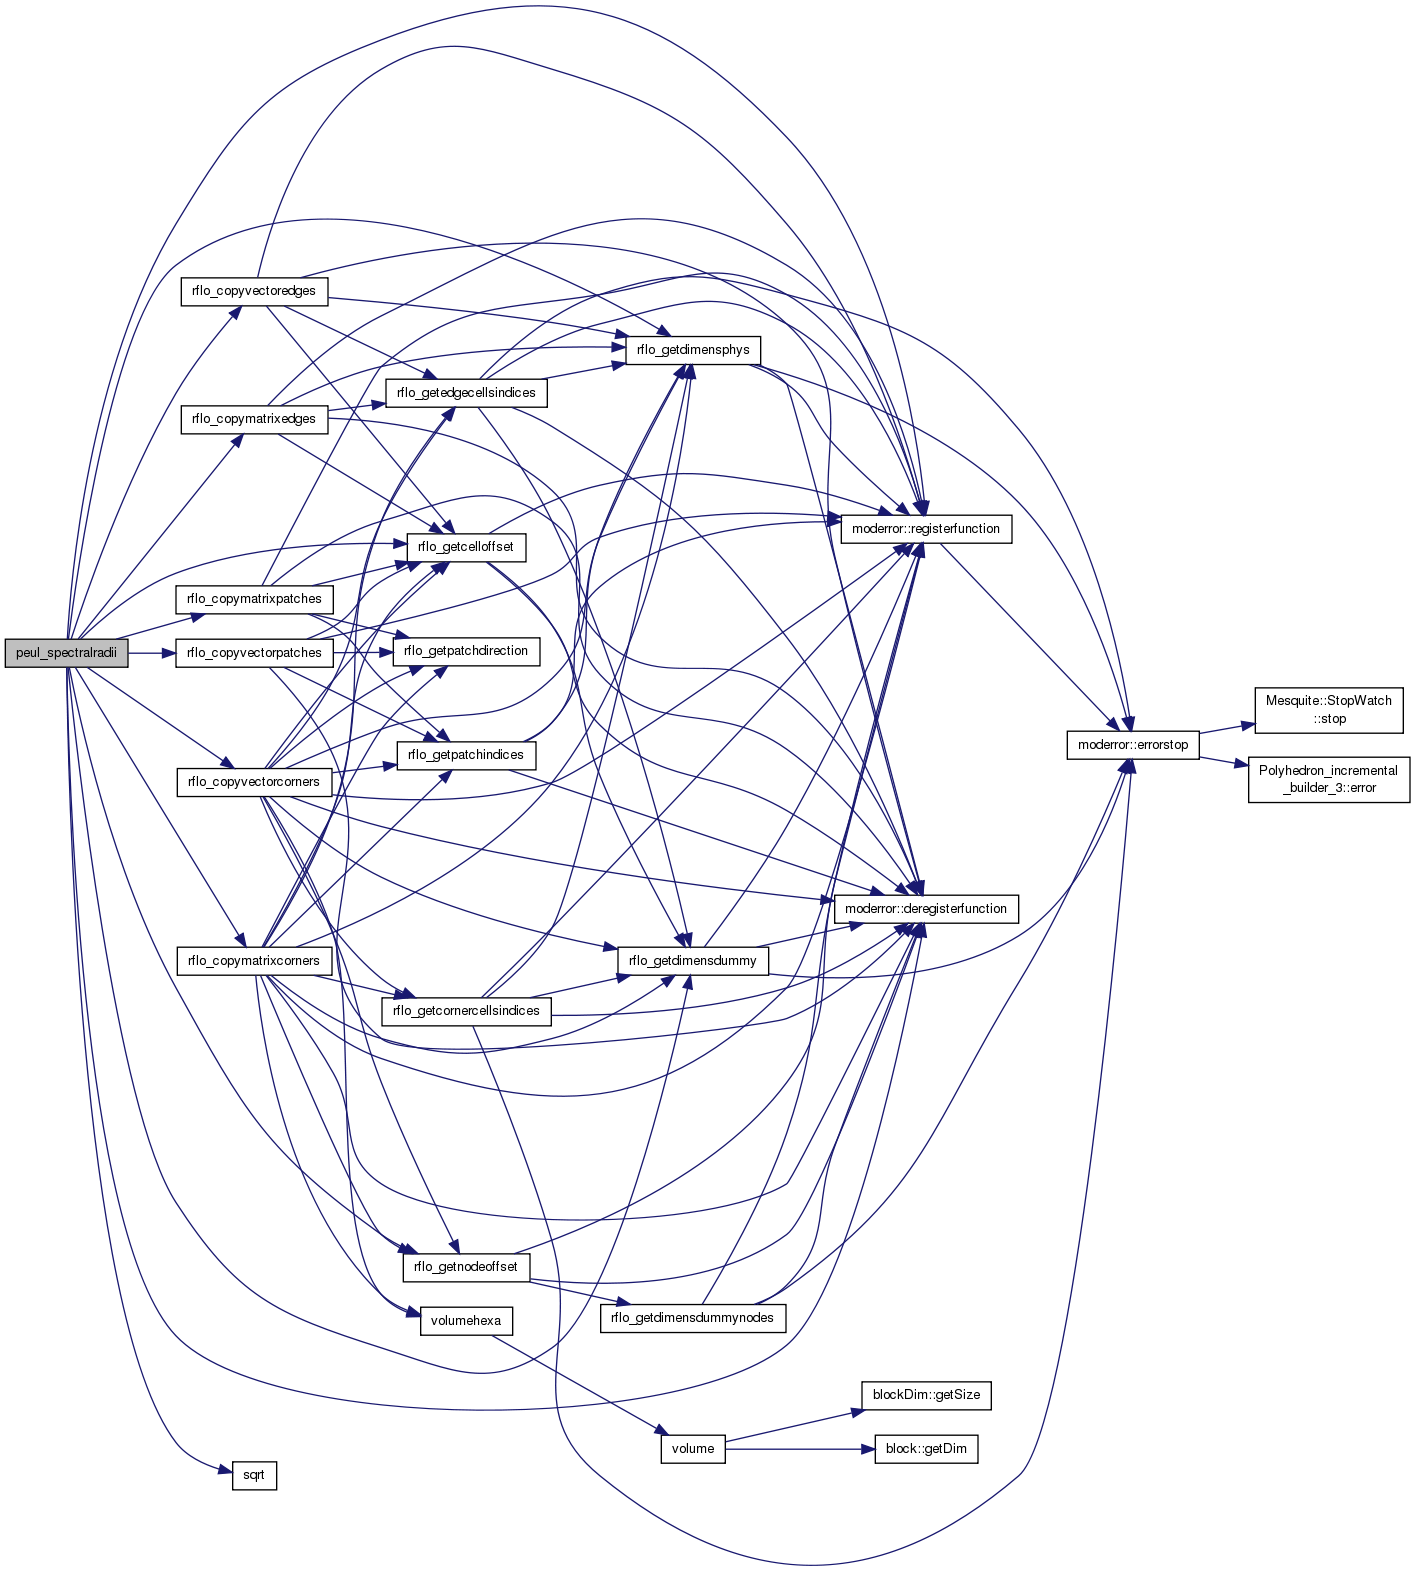 rflo_copyvectoredges
rflo_getdimensphys
rflo_getedgecellsindices
rflo_copymatrixedges
moderror::registerfunction
rflo_getcelloffset
rflo_copymatrixpatches
peul_spectralradii
rflo_copyvectorpatches
rflo_getpatchdirection
Mesquite::StopWatch
::stop
moderror::errorstop
rflo_getpatchindices
Polyhedron_incremental
_builder_3::error
rflo_copyvectorcorners
moderror::deregisterfunction
rflo_copymatrixcorners
rflo_getdimensdummy
rflo_getcornercellsindices
rflo_getnodeoffset
rflo_getdimensdummynodes
volumehexa
blockDim::getSize
volume
block::getDim
sqrt